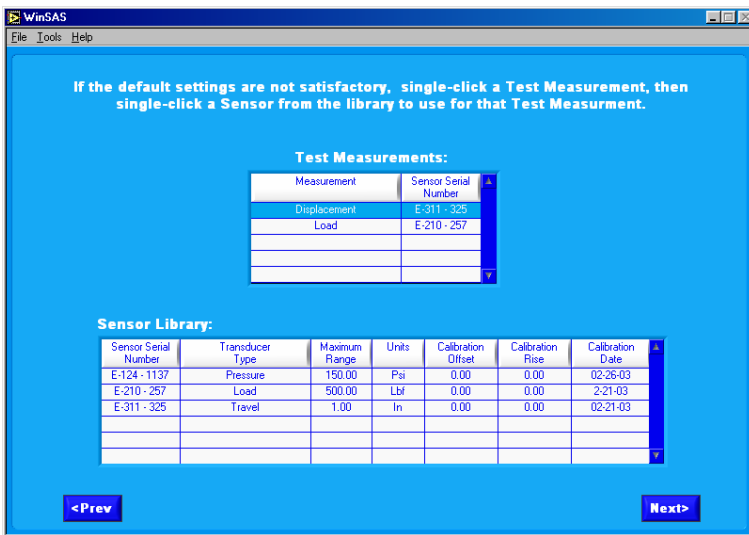 WinSAS
File Tools Help
If the default settings are not satisfactory, single-click a Test Measurement, then
single-click a Sensor from the library to use for that Test Measurment.
Test Measurements:
Measurement Sensor Serial Number
Displacement E-311 - 325
Load E-210 - 257
Sensor Library:
Sensor Serial Number Transducer Type Maximum Range Units Calibration Offset Calibration Rise Calibration Date
E-124 - 1137 Pressure 150.00 Psi 0.00 0.00 02-26-03
E-210 - 257 Load 500.00 Lbf 0.00 0.00 2-21-03
E-311 - 325 Travel 1.00 In 0.00 0.00 02-21-03
<Prev Next>